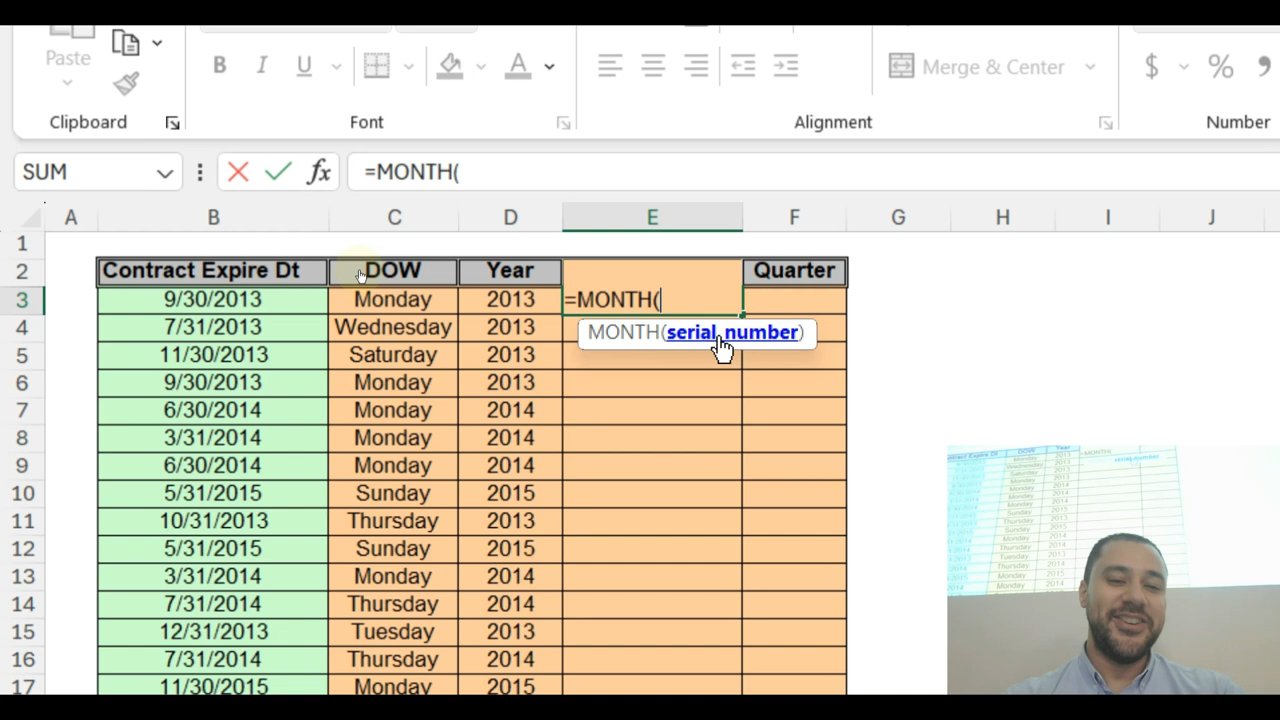 Paste
B I U A
Merge & Center
$ % ,
Clipboard
Font
Alignment
Number
SUM
fx
=MONTH(
A B C D E F G H I J
1
2 Contract Expire Dt DOW Year Quarter
3 9/30/2013 Monday 2013 =MONTH(
MONTH(serial_number)
4 7/31/2013 Wednesday 2013
5 11/30/2013 Saturday 2013
6 9/30/2013 Monday 2013
7 6/30/2014 Monday 2014
8 3/31/2014 Monday 2014
9 6/30/2014 Monday 2014
10 5/31/2015 Sunday 2015
11 10/31/2013 Thursday 2013
12 5/31/2015 Sunday 2015
13 3/31/2014 Monday 2014
14 7/31/2014 Thursday 2014
15 12/31/2013 Tuesday 2013
16 7/31/2014 Thursday 2014
17 11/30/2015 Monday 2015